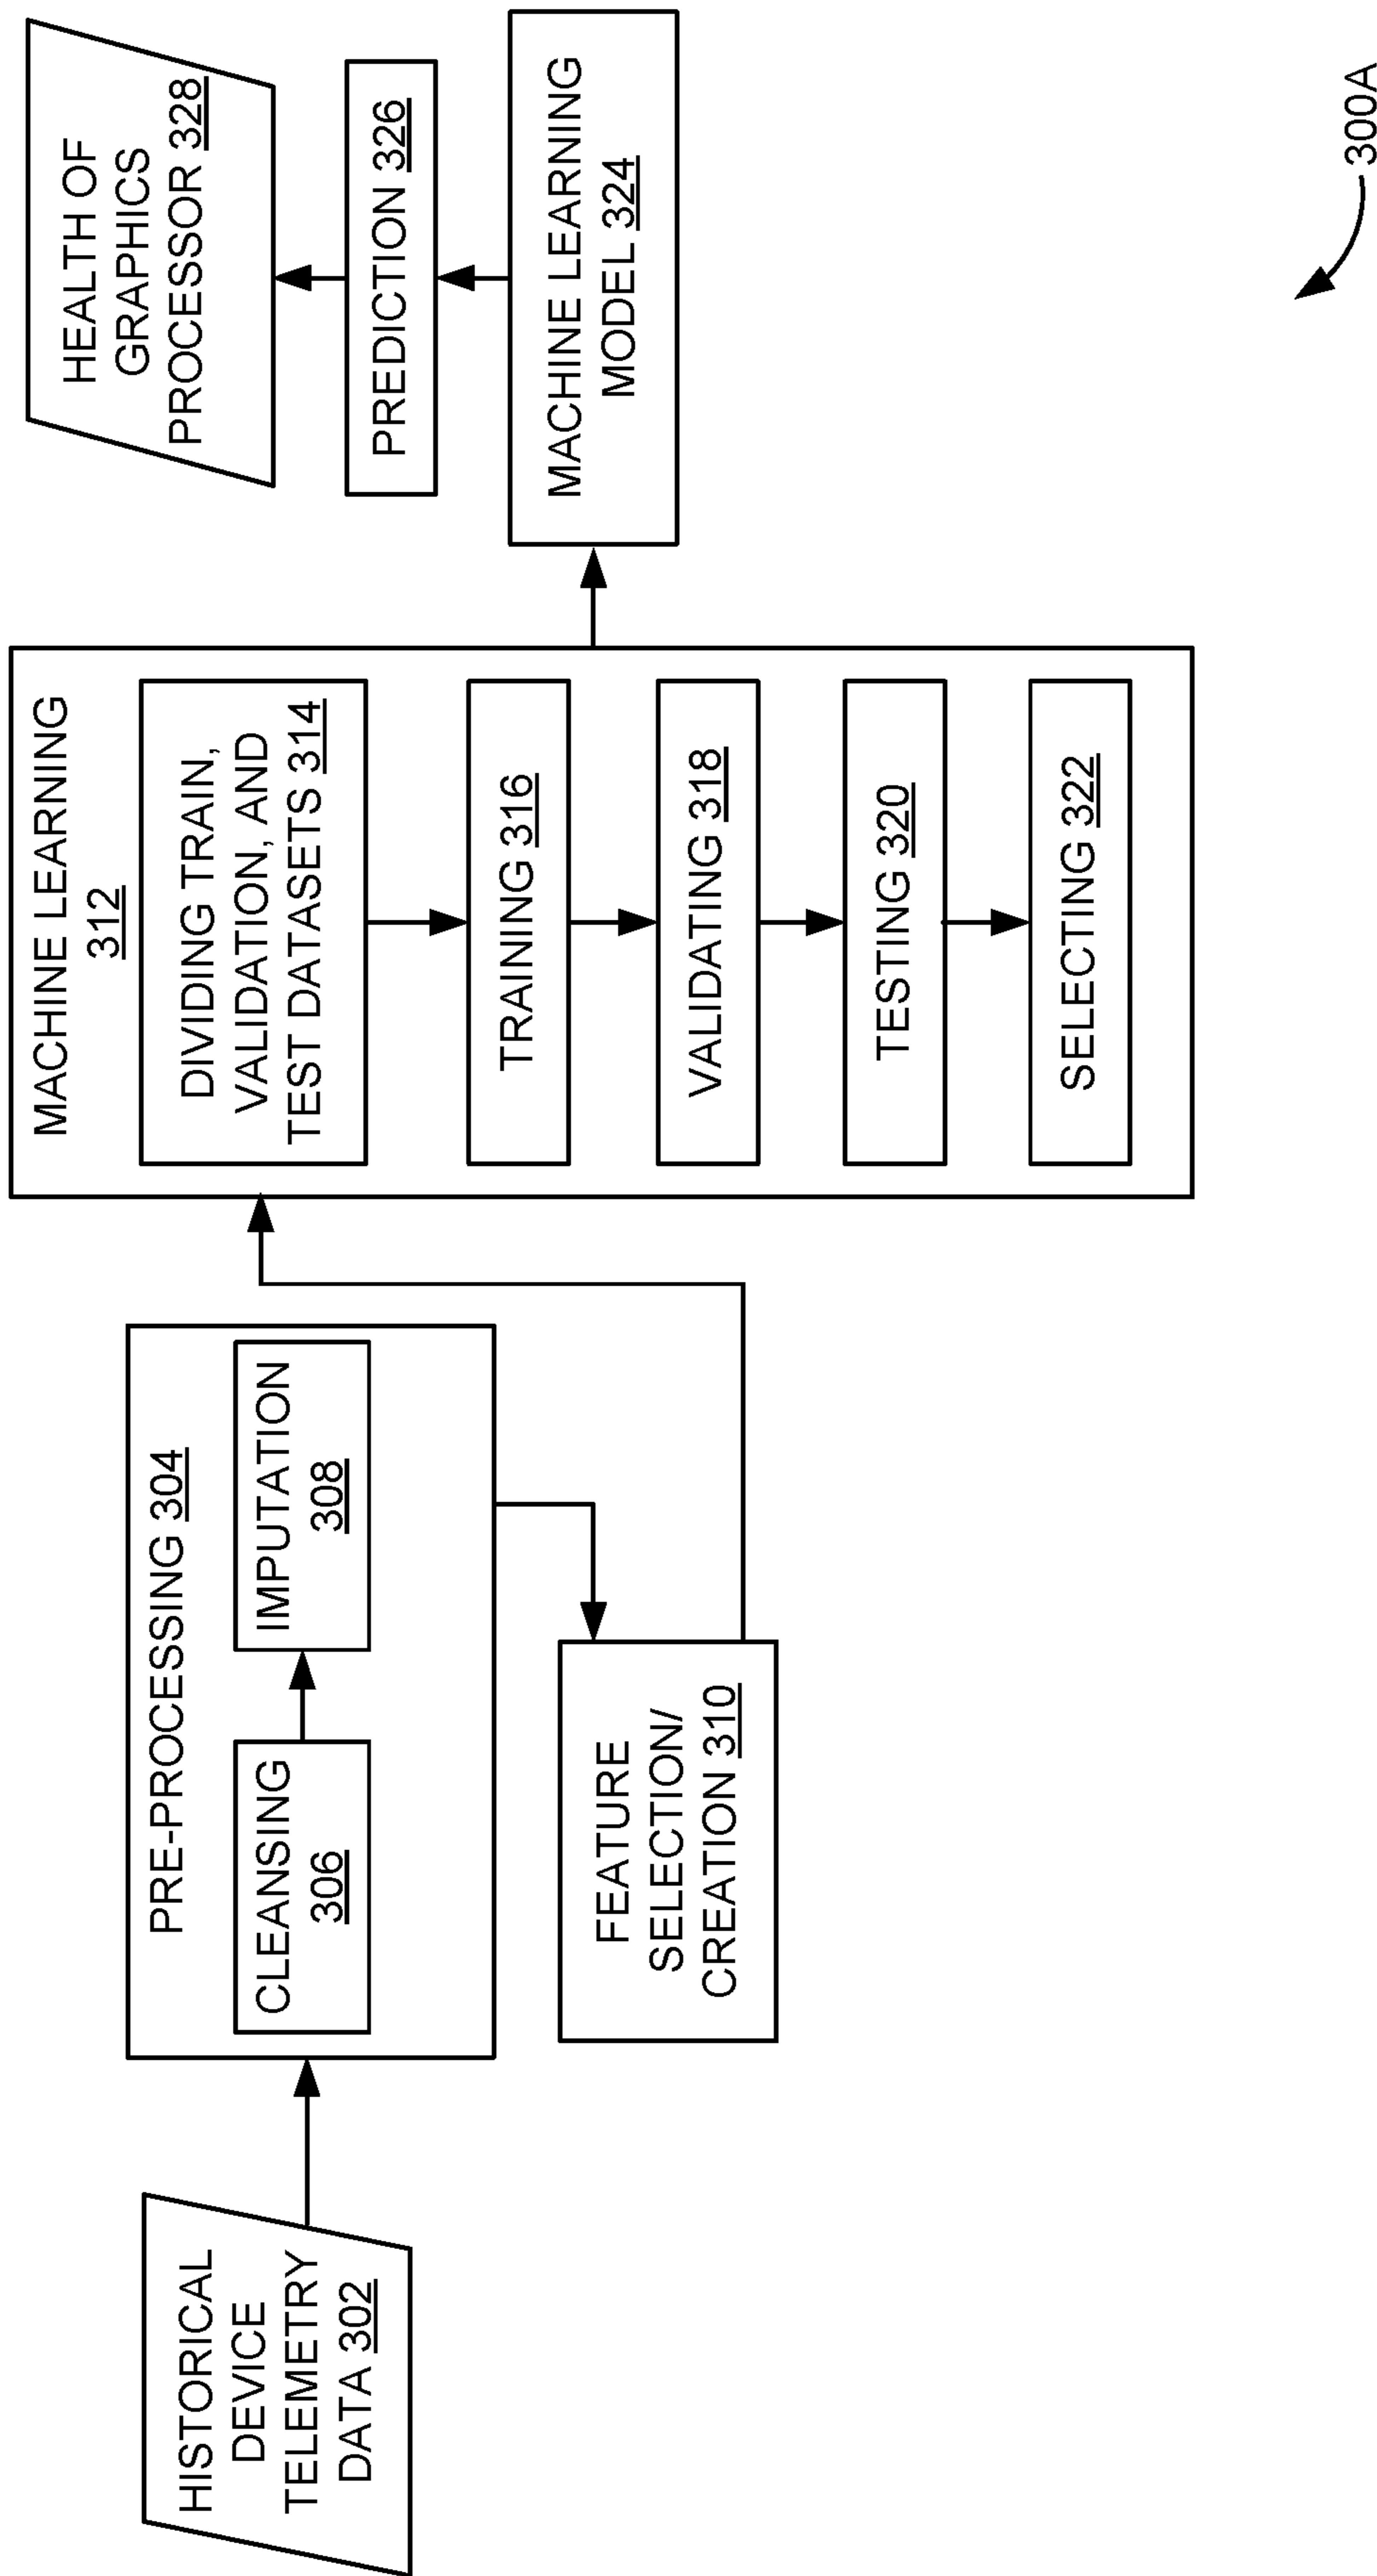 HISTORICAL
DEVICE
TELEMETRY
DATA 302
PRE-PROCESSING 304
CLEANSING
306
IMPUTATION
308
FEATURE
SELECTION/
CREATION 310
MACHINE LEARNING
312
DIVIDING TRAIN,
VALIDATION, AND
TEST DATASETS 314
TRAINING 316
VALIDATING 318
TESTING 320
SELECTING 322
MACHINE LEARNING
MODEL 324
PREDICTION 326
HEALTH OF
GRAPHICS
PROCESSOR 328
300A